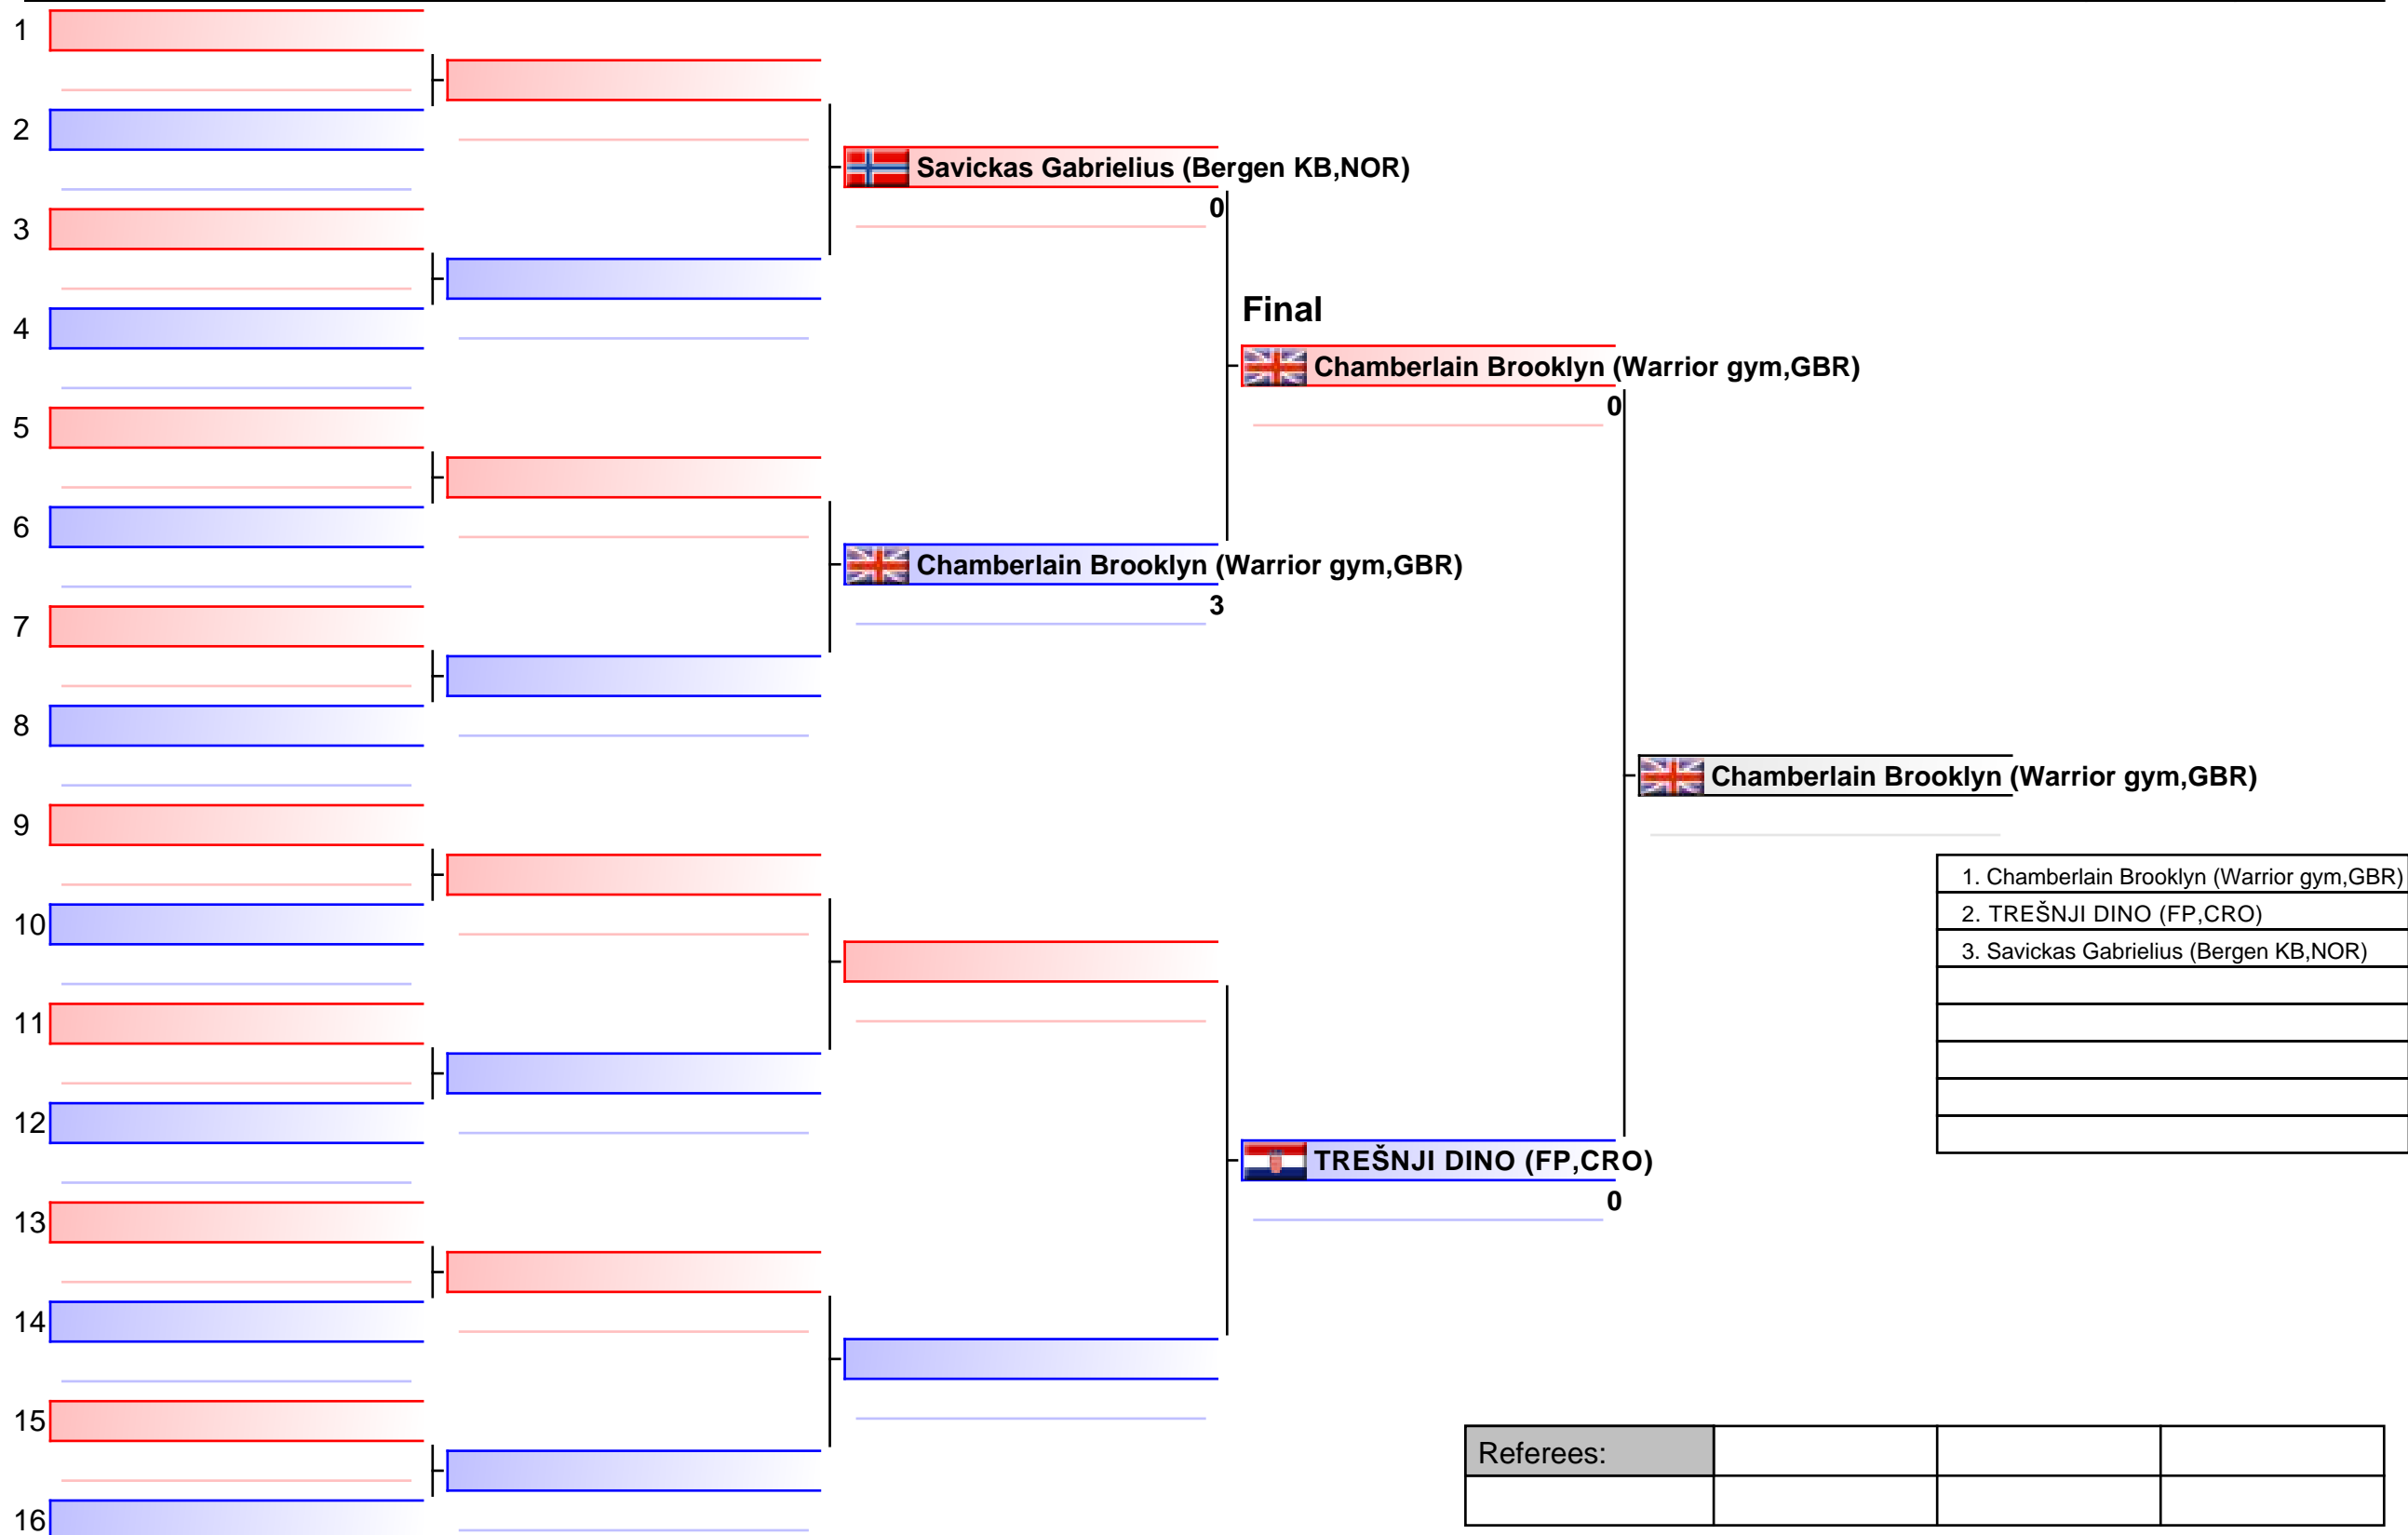 1
2
Savickas Gabrielius (Bergen KB,NOR)
0
3
Final
4
Chamberlain Brooklyn (Warrior gym,GBR)
0
5
6
Chamberlain Brooklyn (Warrior gym,GBR)
3
7
8
Chamberlain Brooklyn (Warrior gym,GBR)
9
1. Chamberlain Brooklyn (Warrior gym,GBR)
10
2. TREŠNJI DINO (FP,CRO)
3. Savickas Gabrielius (Bergen KB,NOR)
11
12
TREŠNJI DINO (FP,CRO)
0
13
14
15
Referees:
16